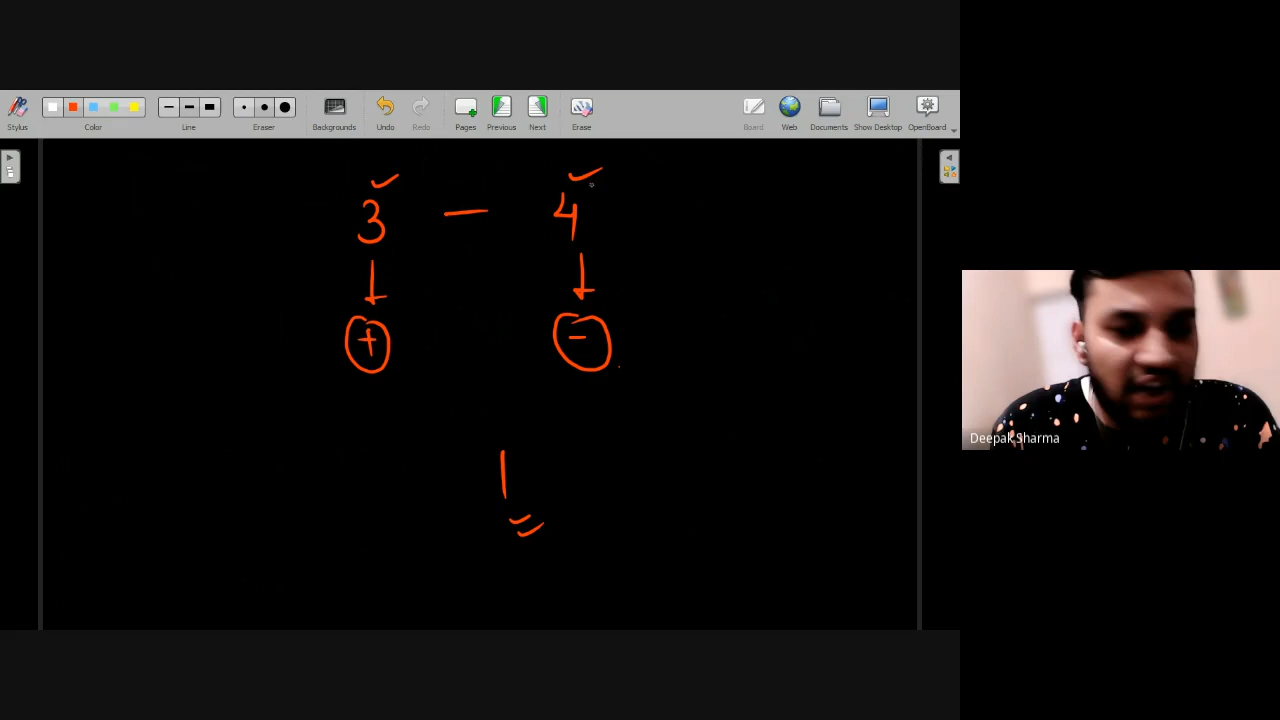 Stylus Color Line Eraser Backgrounds Undo Redo Pages Previous Next Erase Board Web Documents Show Desktop OpenBoard
3 - 4
+ -
1
Deepak Sharma